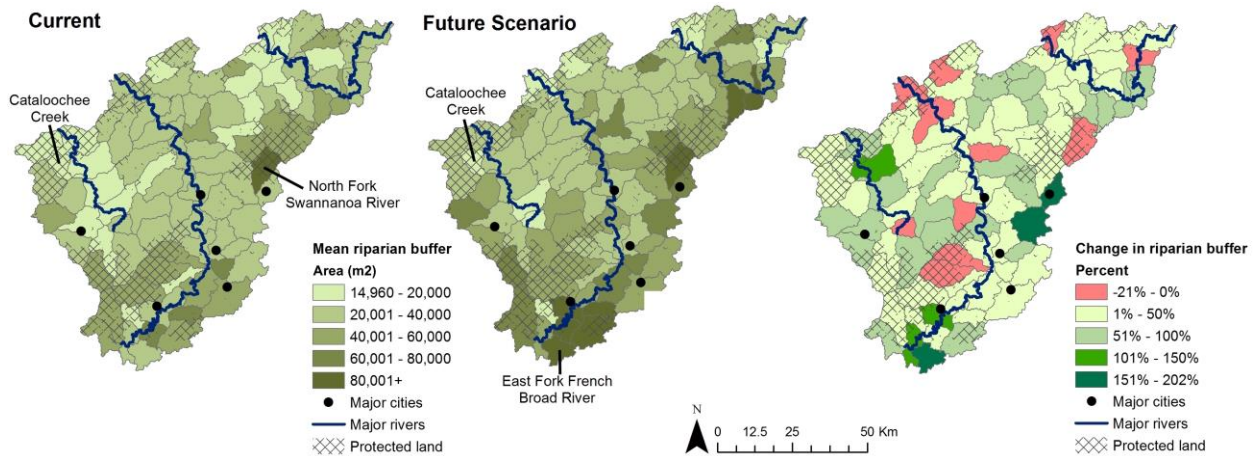 Current
Cataloochee
Creek
North Fork
Swannanoa River
Mean riparian buffer
Area (m2)
14,960 - 20,000
20,001 - 40,000
40,001 - 60,000
60,001 - 80,000
80,001+
Major cities
Major rivers
Protected land
Future Scenario
Cataloochee
Creek
East Fork French
Broad River
N
0 12.5 25 50 Km
Change in riparian buffer
Percent
-21% - 0%
1% - 50%
51% - 100%
101% - 150%
151% - 202%
Major cities
Major rivers
Protected land